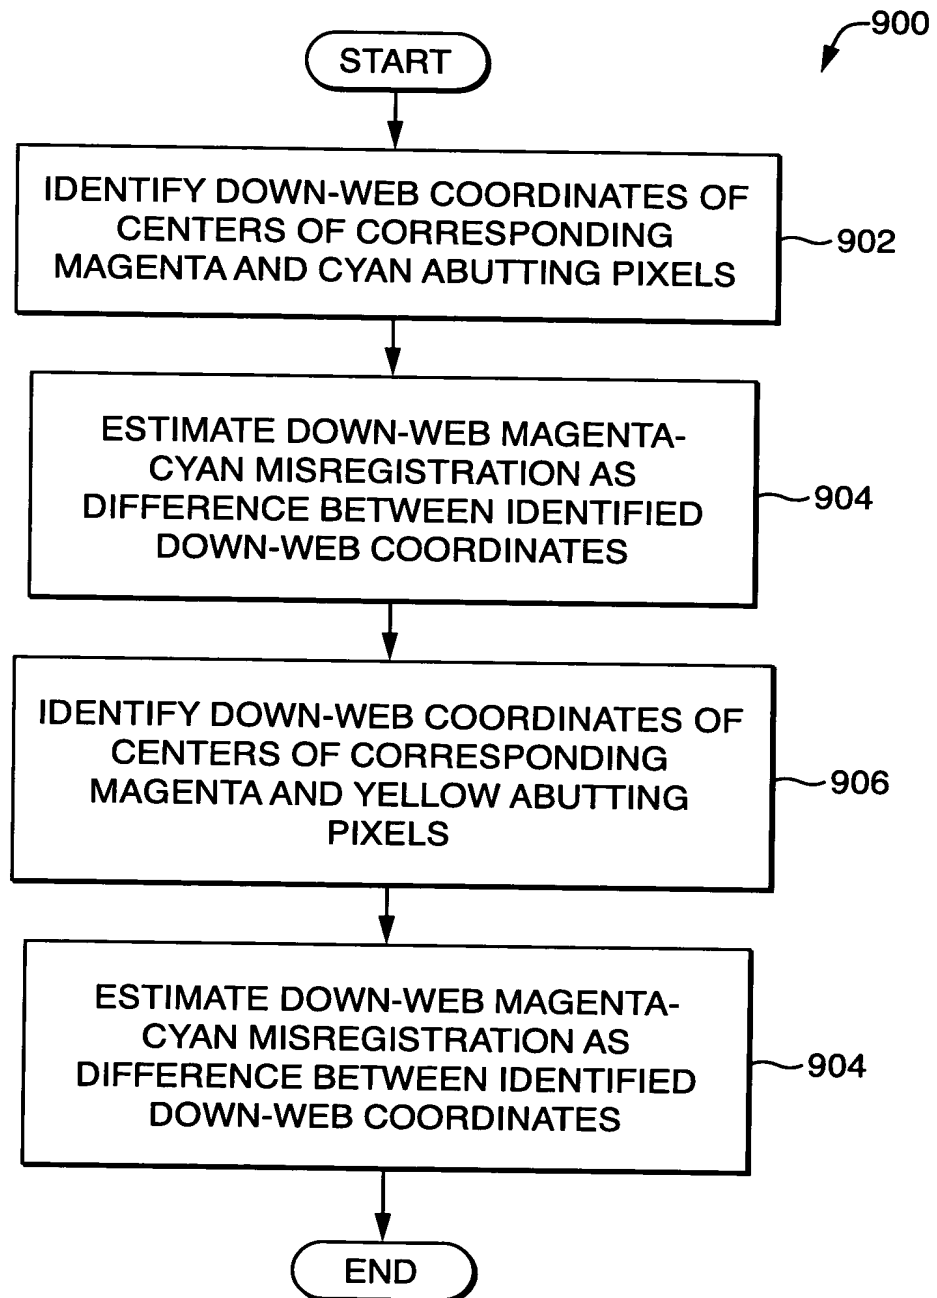 900
START
IDENTIFY DOWN-WEB COORDINATES OF
CENTERS OF CORRESPONDING
MAGENTA AND CYAN ABUTTING PIXELS
902
ESTIMATE DOWN-WEB MAGENTA-
CYAN MISREGISTRATION AS
DIFFERENCE BETWEEN IDENTIFIED
DOWN-WEB COORDINATES
904
IDENTIFY DOWN-WEB COORDINATES OF
CENTERS OF CORRESPONDING
MAGENTA AND YELLOW ABUTTING
PIXELS
906
ESTIMATE DOWN-WEB MAGENTA-
CYAN MISREGISTRATION AS
DIFFERENCE BETWEEN IDENTIFIED
DOWN-WEB COORDINATES
904
END